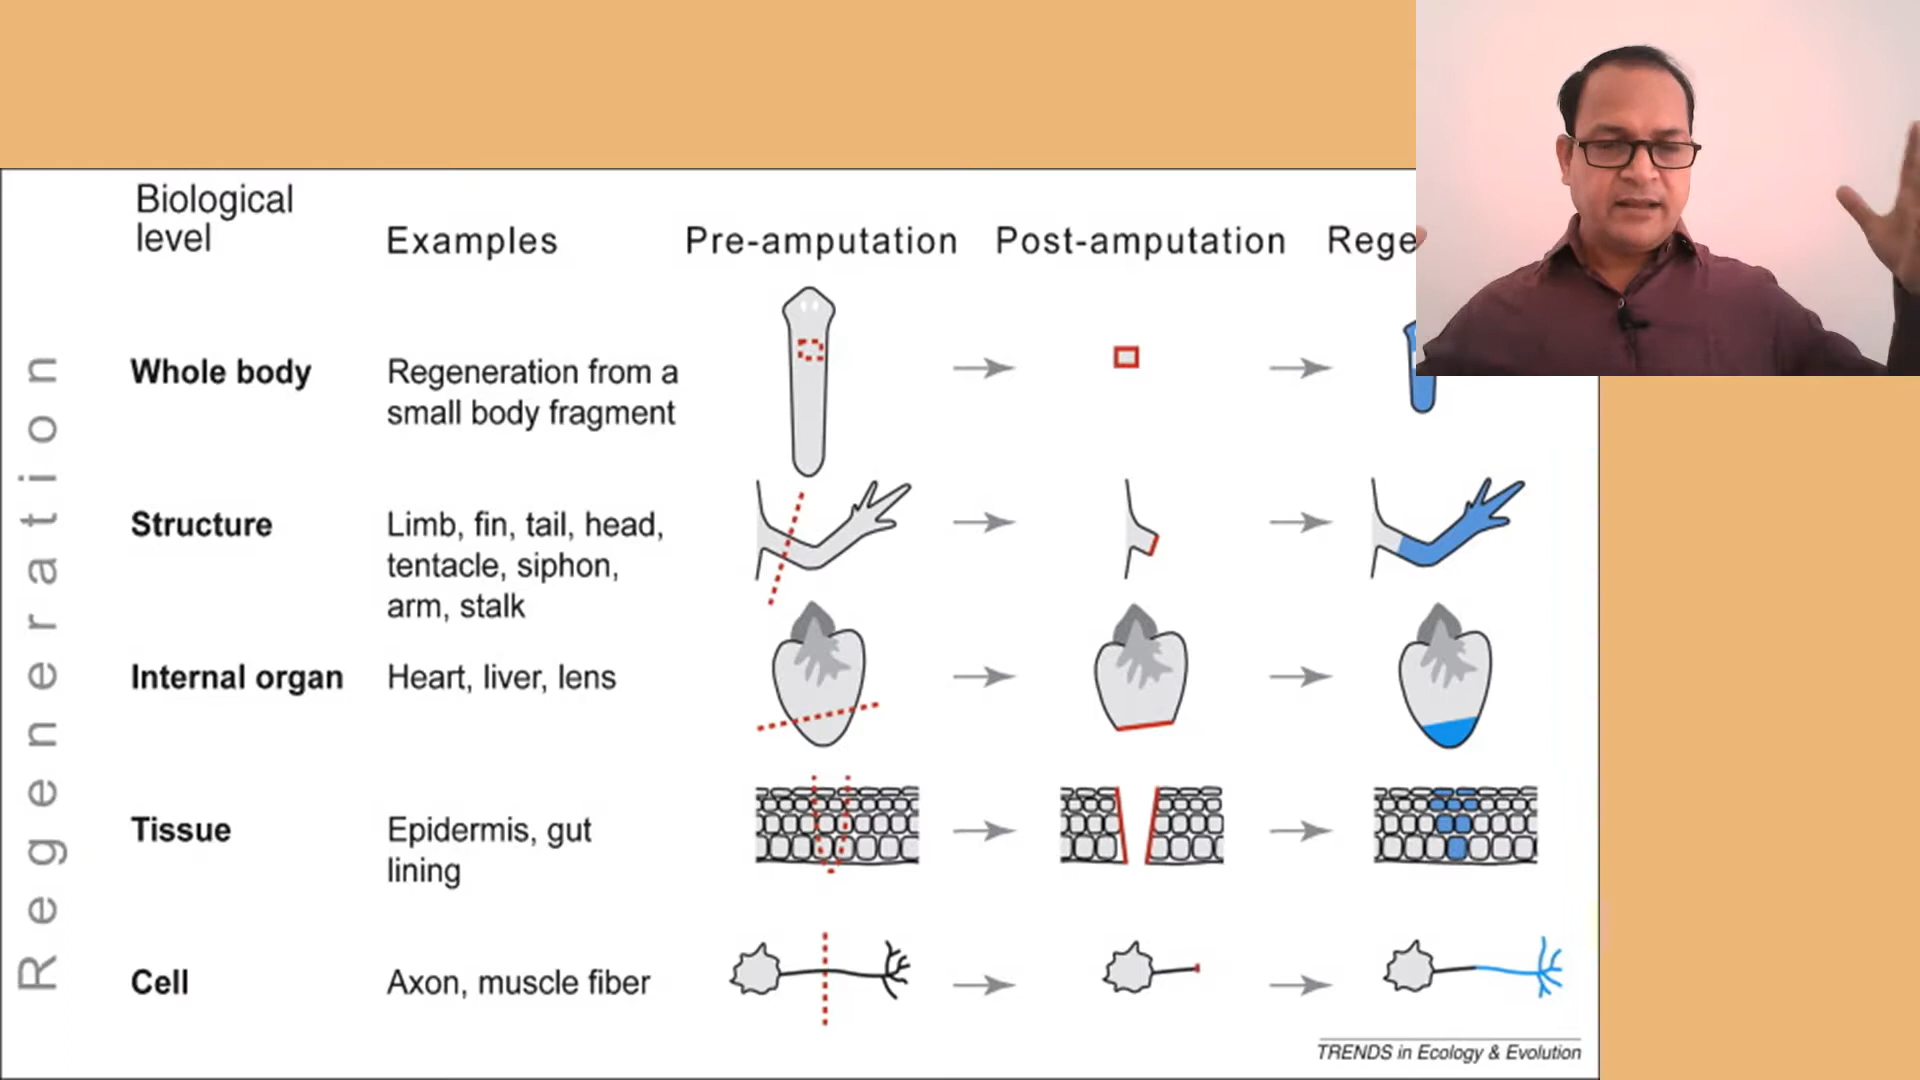 Biological
level
Examples
Pre-amputation
Post-amputation
Rege
Regeneration
Whole body
Regeneration from a
small body fragment
Structure
Limb, fin, tail, head,
tentacle, siphon,
arm, stalk
Internal organ
Heart, liver, lens
Tissue
Epidermis, gut
lining
Cell
Axon, muscle fiber
TRENDS in Ecology & Evolution